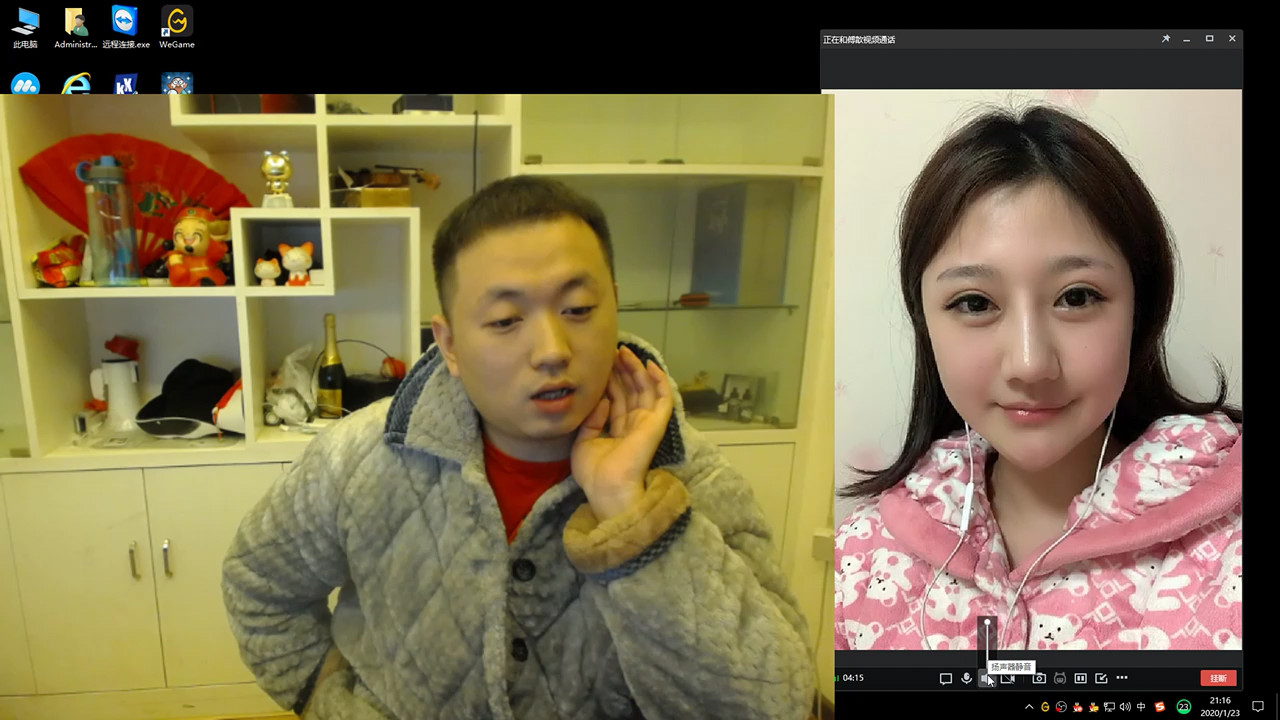 此电脑
Administr...
远程连接.exe
WeGame
正在和傅歆视频通话
扬声器静音
04:15
挂断
中
23
21:16
2020/1/23